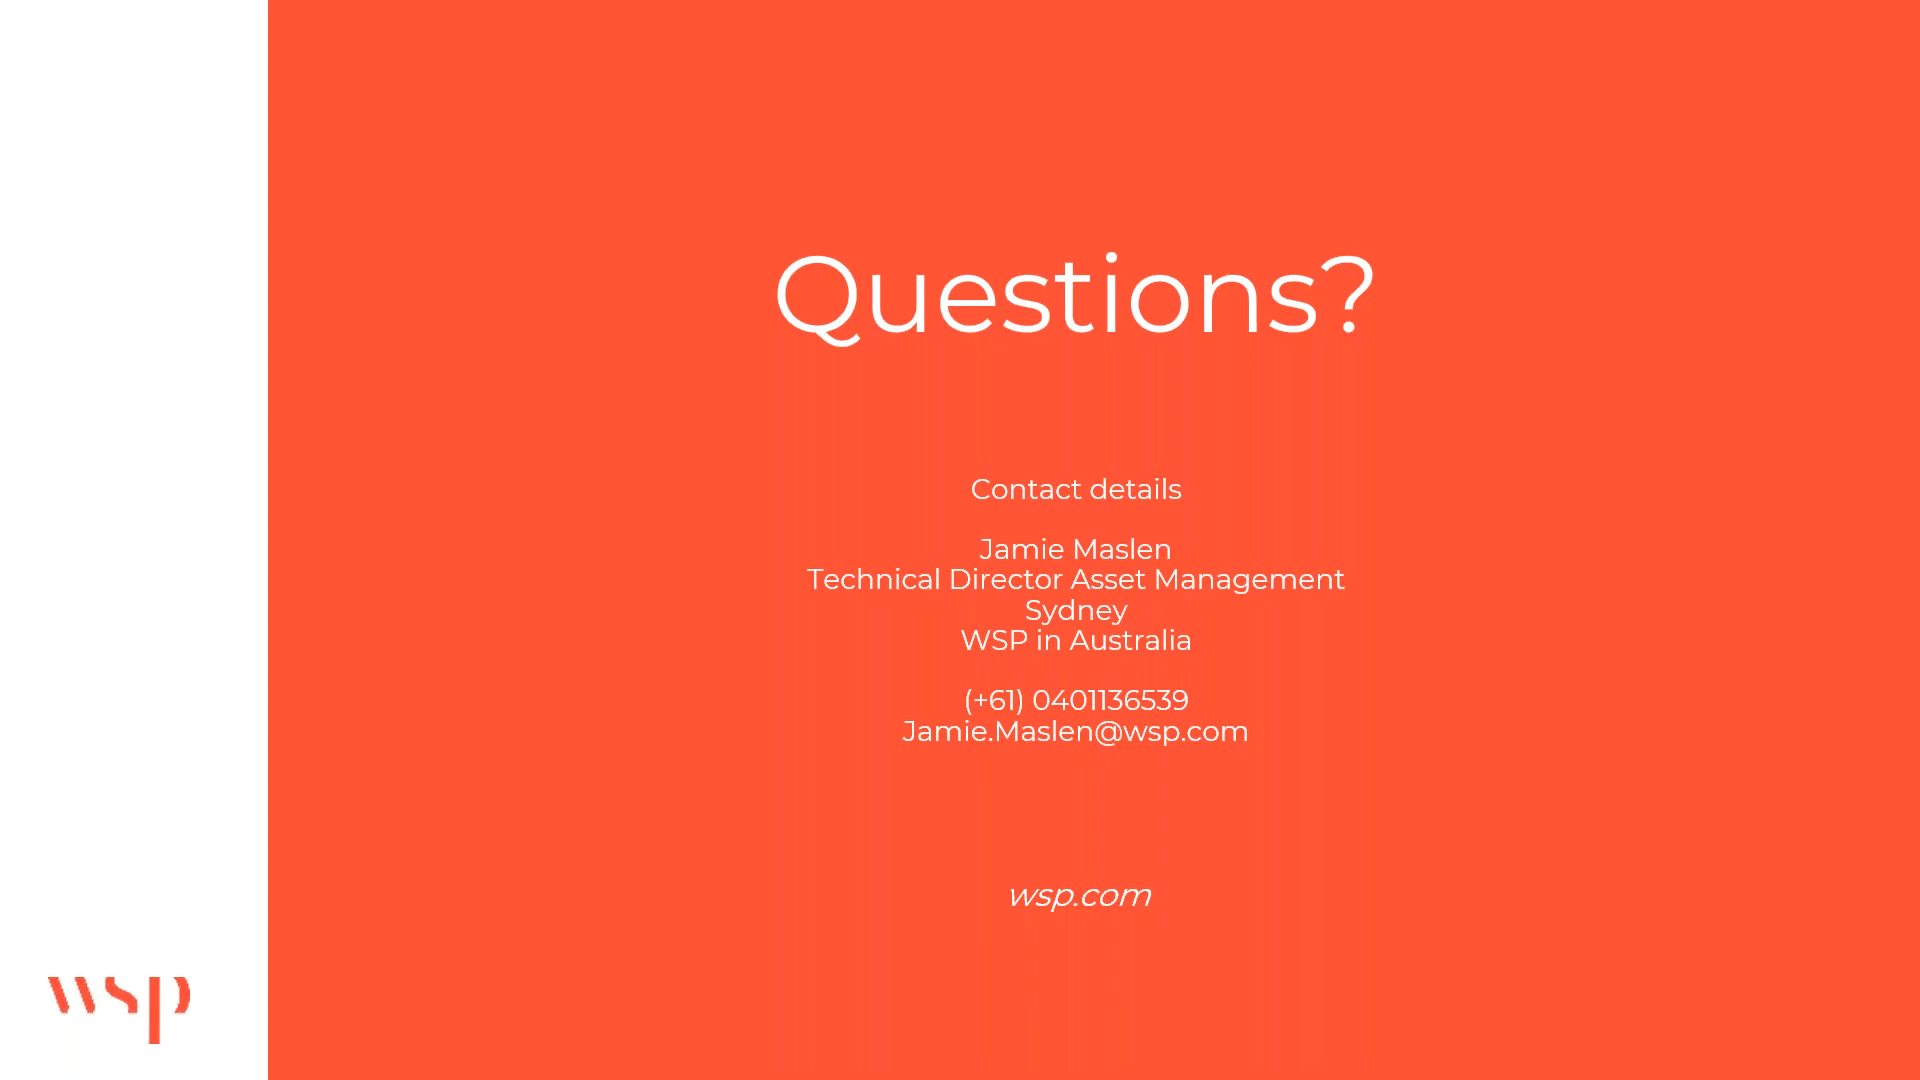 Questions?
Contact details
Jamie Maslen
Technical Director Asset Management
Sydney
WSP in Australia
(+61) 0401136539
Jamie.Maslen@wsp.com
wsp.com
wsp